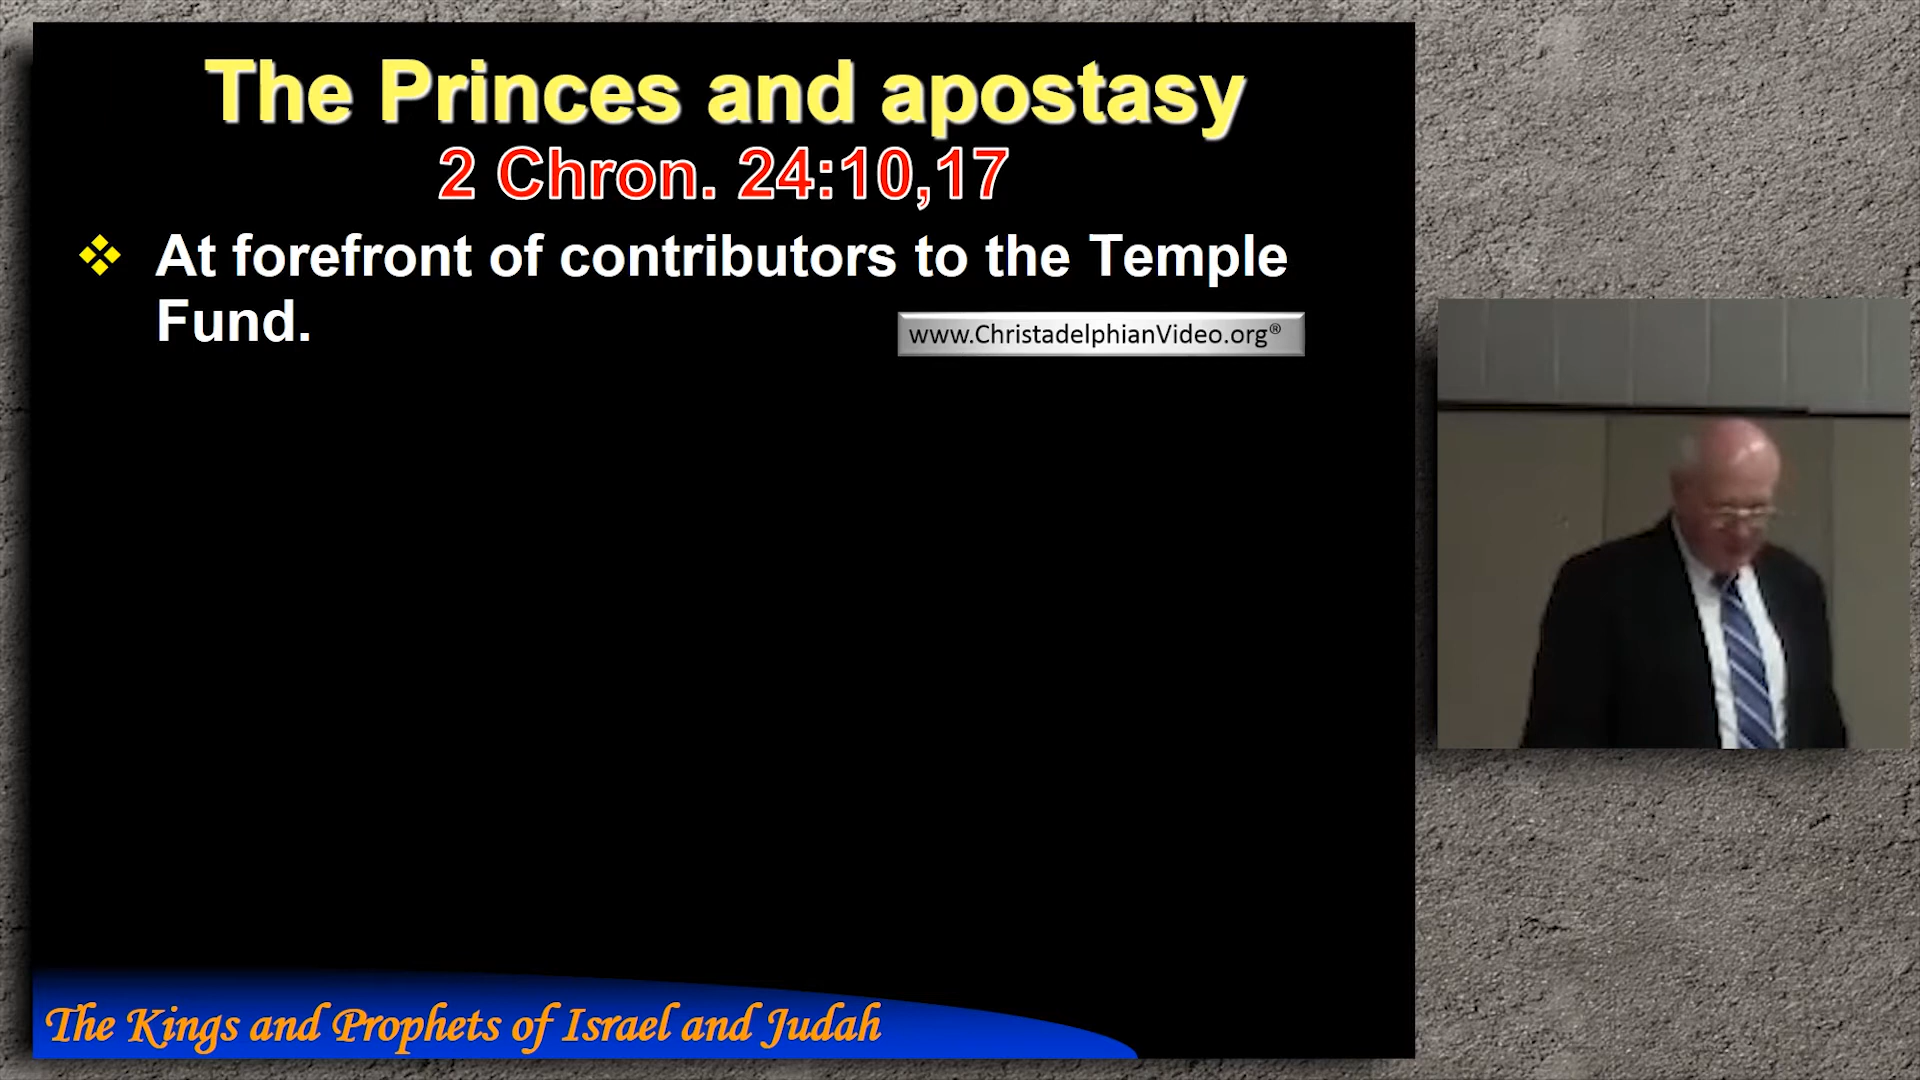 The Princes and apostasy
2 Chron. 24:10,17
❖ At forefront of contributors to the Temple
Fund.
www.ChristadelphianVideo.org®
The Kings and Prophets of Israel and Judah